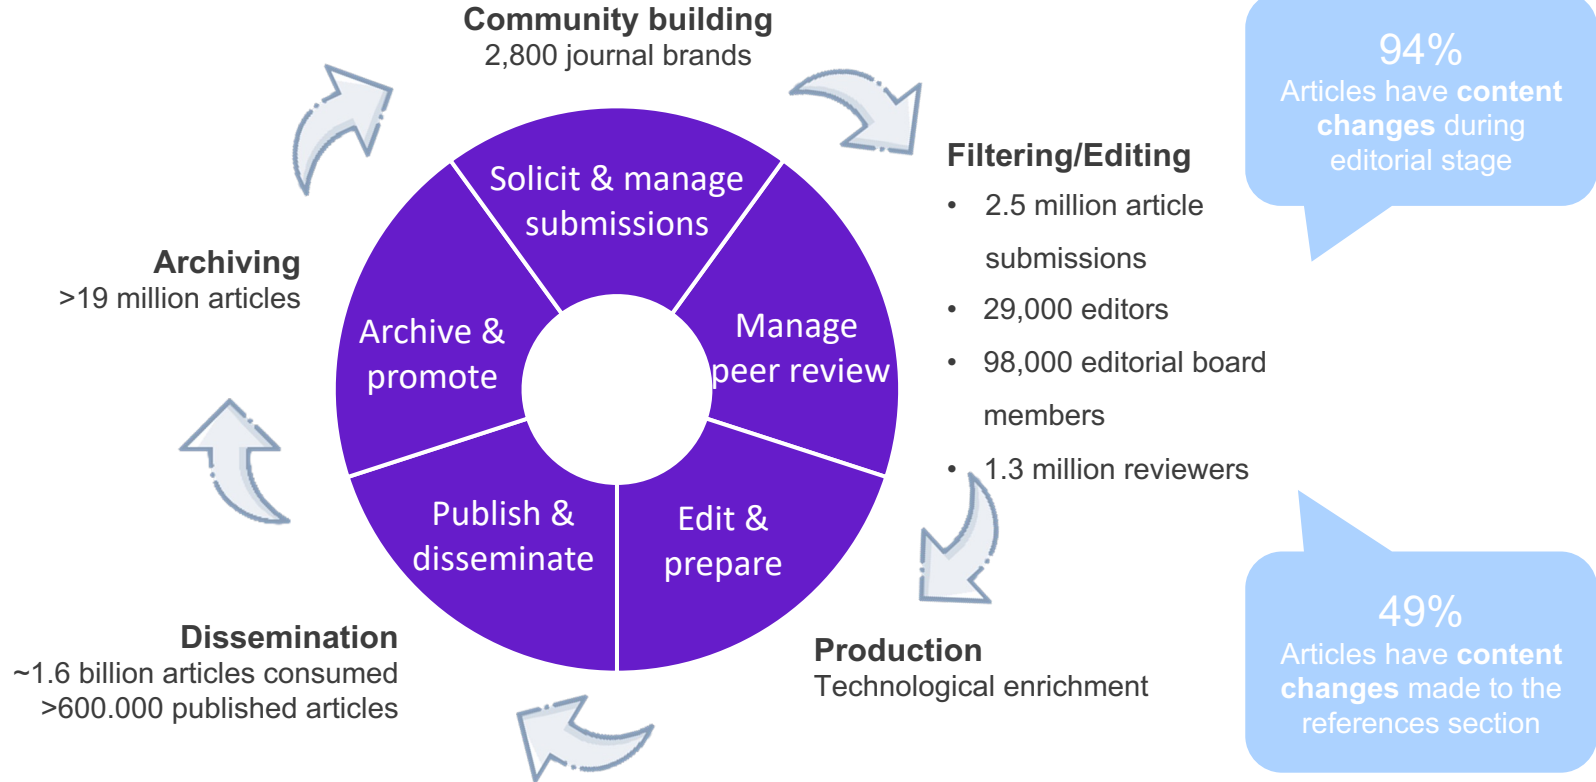 Community building
2,800 journal brands
94%
Articles have content
changes during
editorial stage
Filtering/Editing
• 2.5 million article
submissions
• 29,000 editors
• 98,000 editorial board
members
• 1.3 million reviewers
Solicit & manage
submissions
Manage
peer review
Edit &
prepare
Publish &
disseminate
Archive &
promote
Archiving
>19 million articles
Dissemination
~1.6 billion articles consumed
>600.000 published articles
Production
Technological enrichment
49%
Articles have content
changes made to the
references section